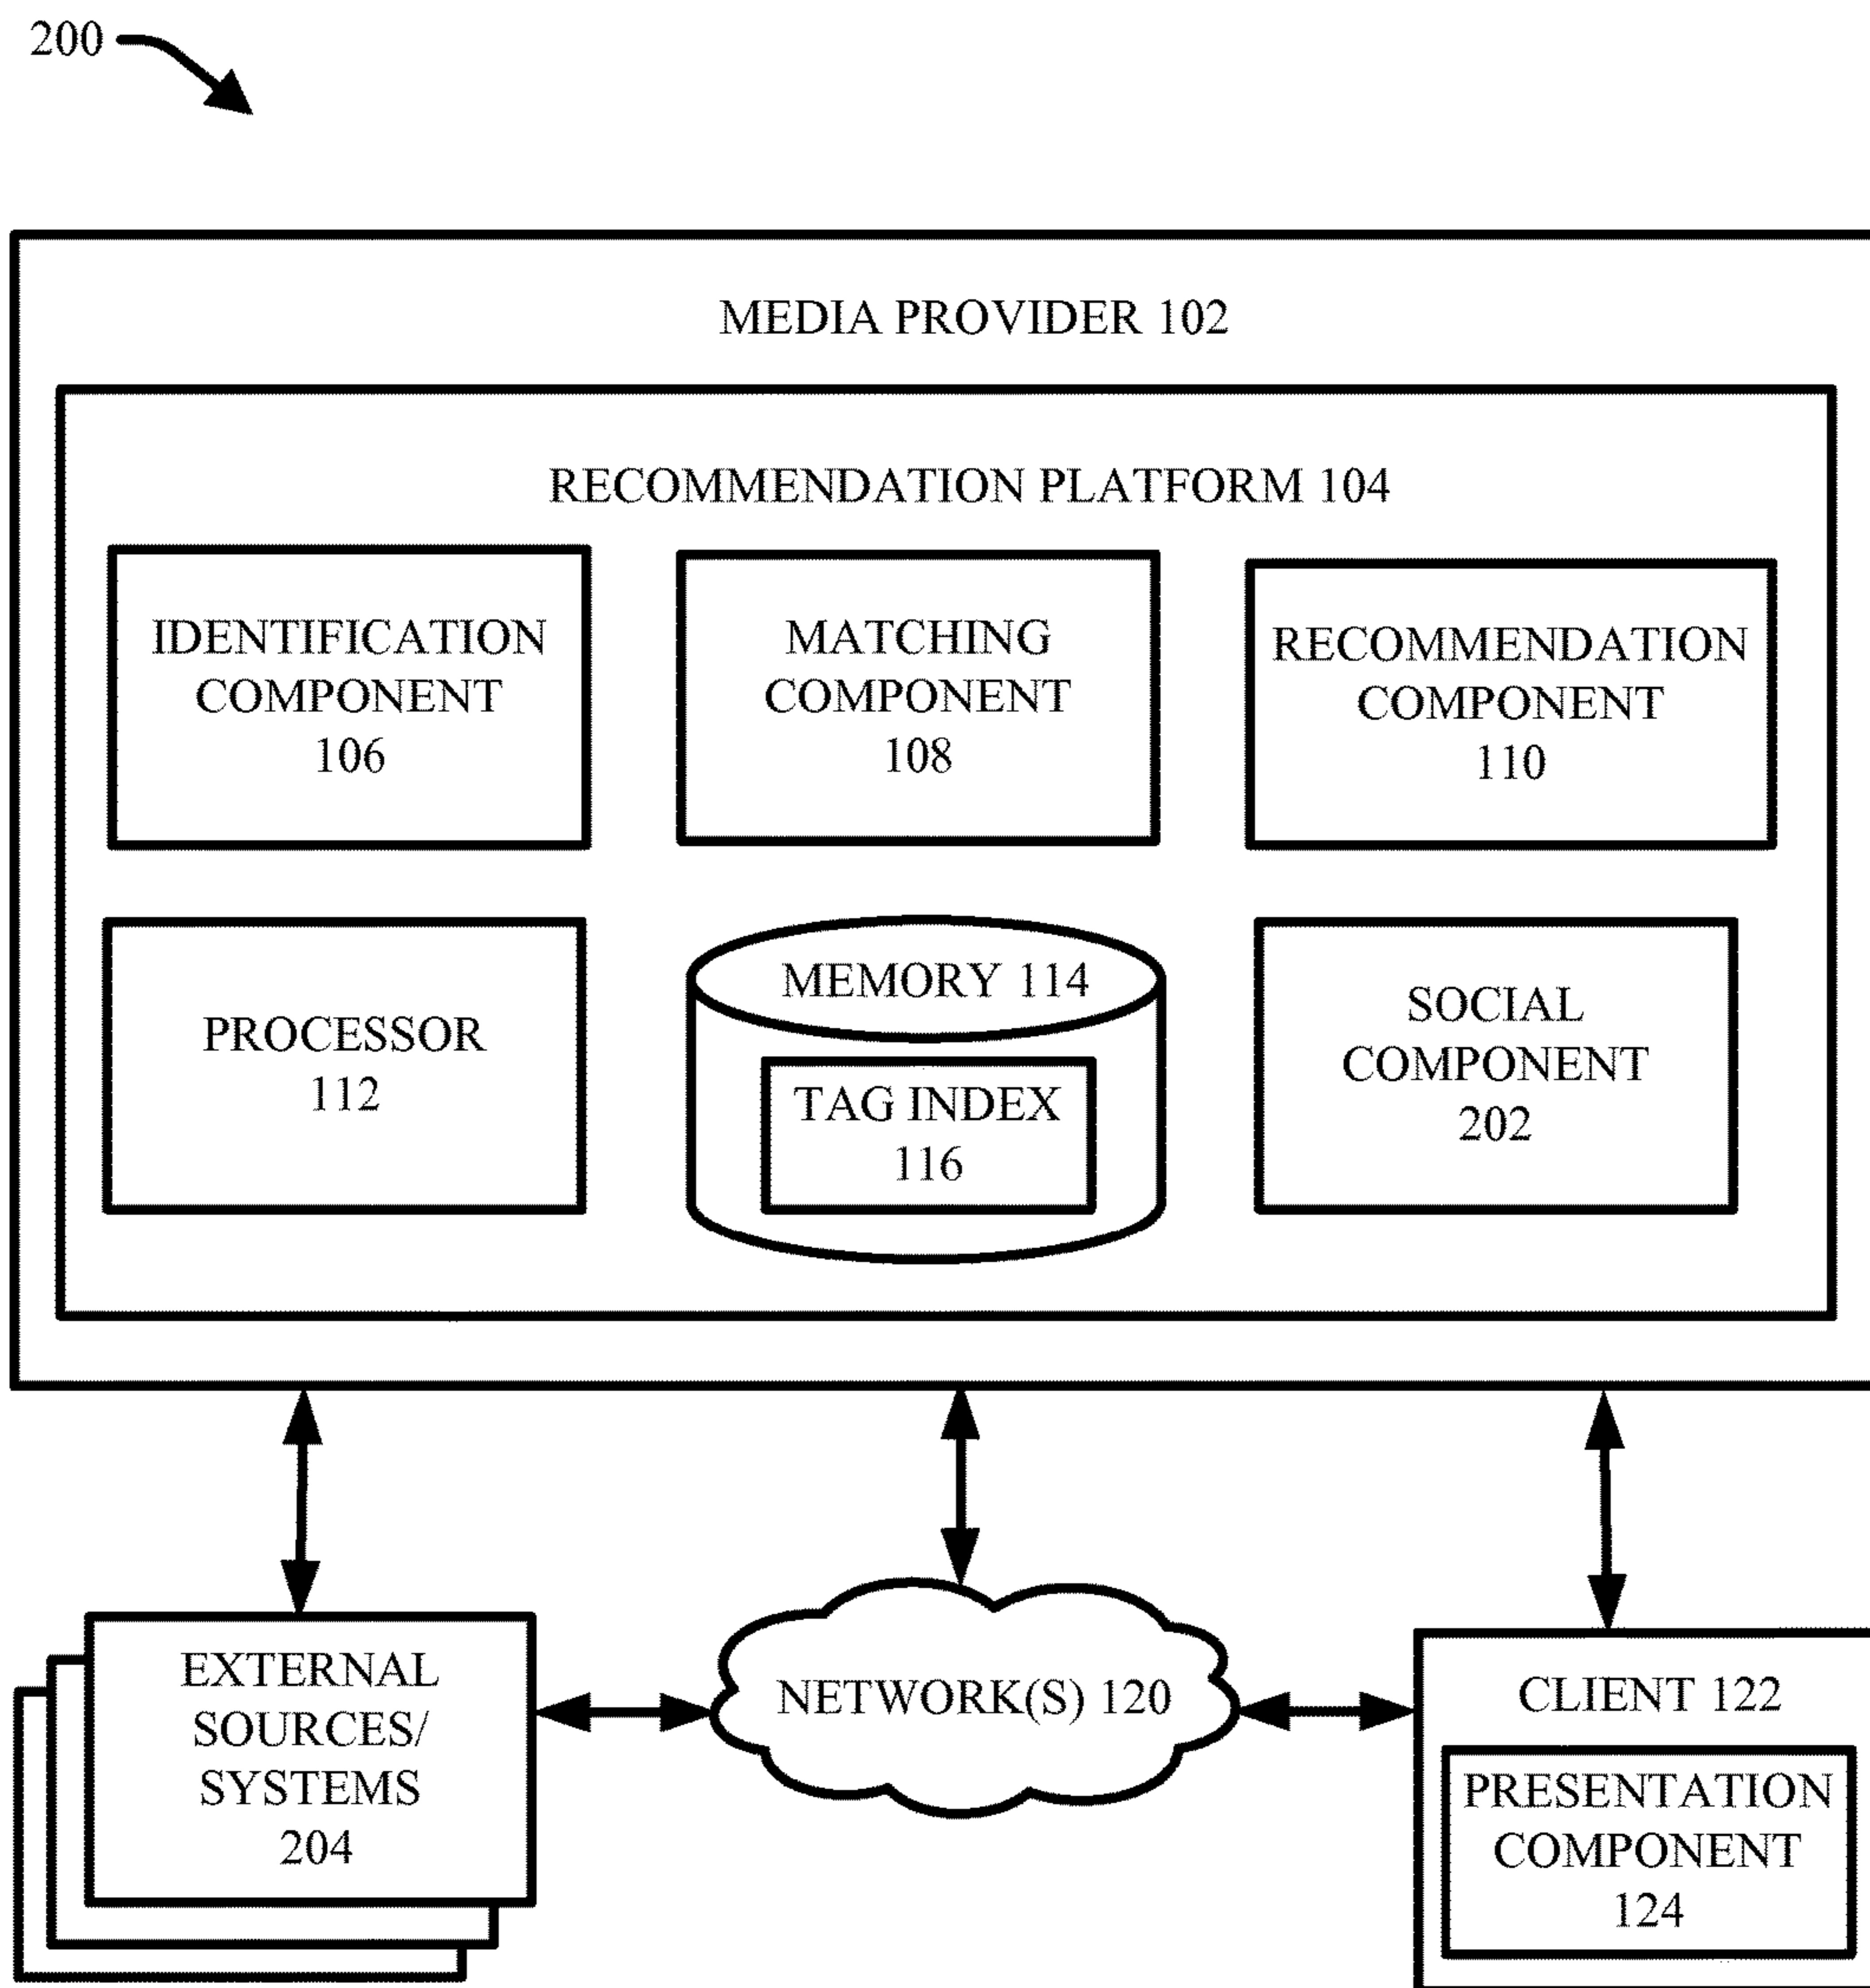 200
MEDIA PROVIDER 102
RECOMMENDATION PLATFORM 104
IDENTIFICATION
COMPONENT
106
MATCHING
COMPONENT
108
RECOMMENDATION
COMPONENT
110
PROCESSOR
112
MEMORY 114
TAG INDEX
116
SOCIAL
COMPONENT
202
EXTERNAL
SOURCES/
SYSTEMS
204
NETWORK(S) 120
CLIENT 122
PRESENTATION
COMPONENT
124